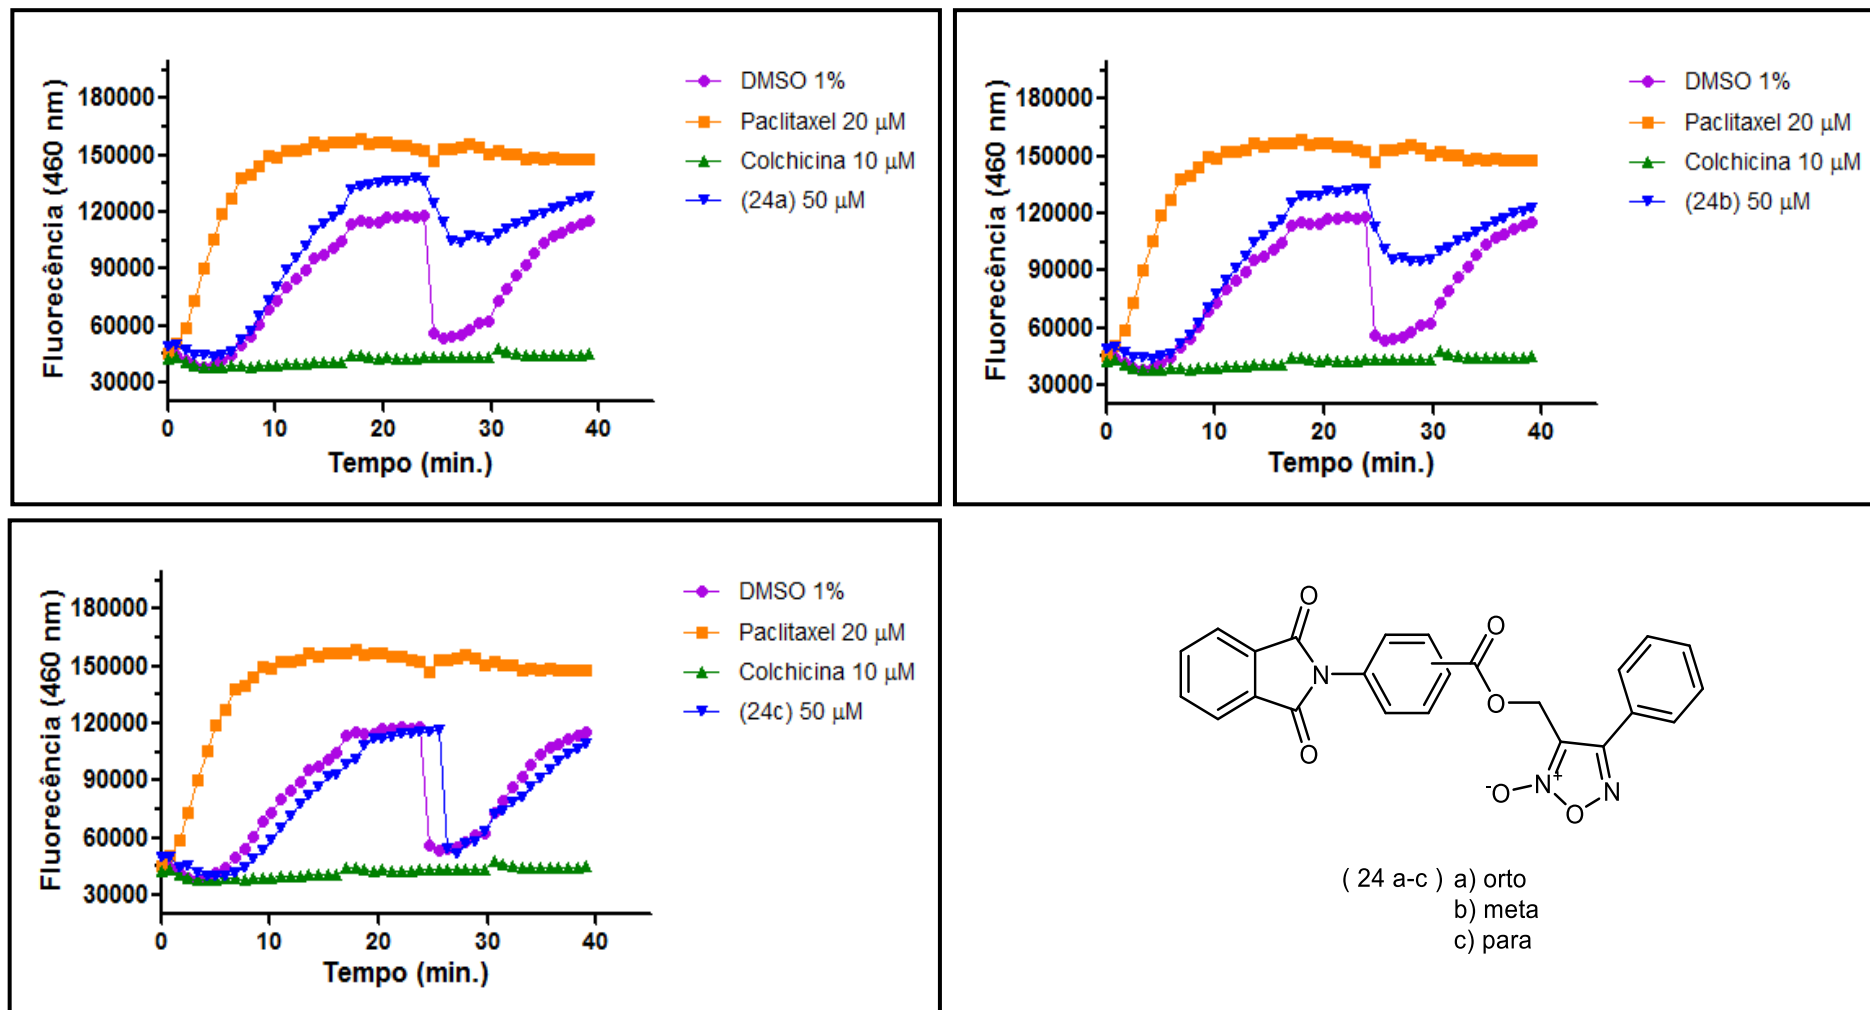 Fluorecência (460 nm)
180000
150000
120000
90000
60000
30000
0 10 20 30 40
Tempo (min.)
DMSO 1%
Paclitaxel 20 µM
Colchicina 10 µM
(24a) 50 µM
Fluorecência (460 nm)
180000
150000
120000
90000
60000
30000
0 10 20 30 40
Tempo (min.)
DMSO 1%
Paclitaxel 20 µM
Colchicina 10 µM
(24b) 50 µM
Fluorecência (460 nm)
180000
150000
120000
90000
60000
30000
0 10 20 30 40
Tempo (min.)
DMSO 1%
Paclitaxel 20 µM
Colchicina 10 µM
(24c) 50 µM
O
O
N
O
O
-O
N
+
N
O
( 24 a-c ) a) orto
b) meta
c) para